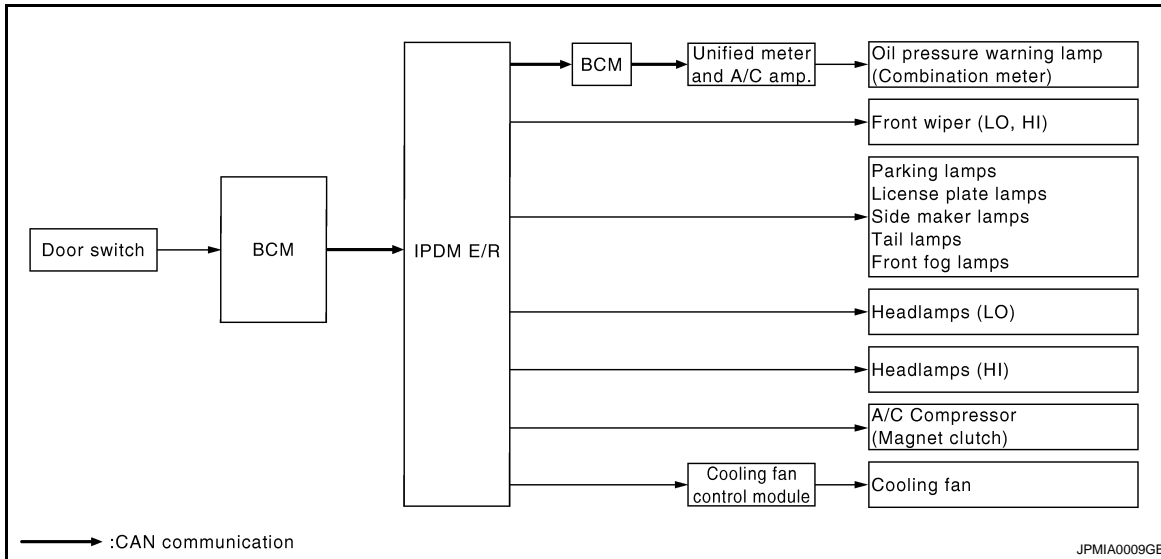 BCM
Unified meter
and A/C amp.
Oil pressure warning lamp
(Combination meter)
Front wiper (LO, HI)
Parking lamps
License plate lamps
Side maker lamps
Tail lamps
Front fog lamps
Door switch
BCM
IPDM E/R
Headlamps (LO)
Headlamps (HI)
A/C Compressor
(Magnet clutch)
Cooling fan
control module
Cooling fan
:CAN communication
JPMIA0009GB